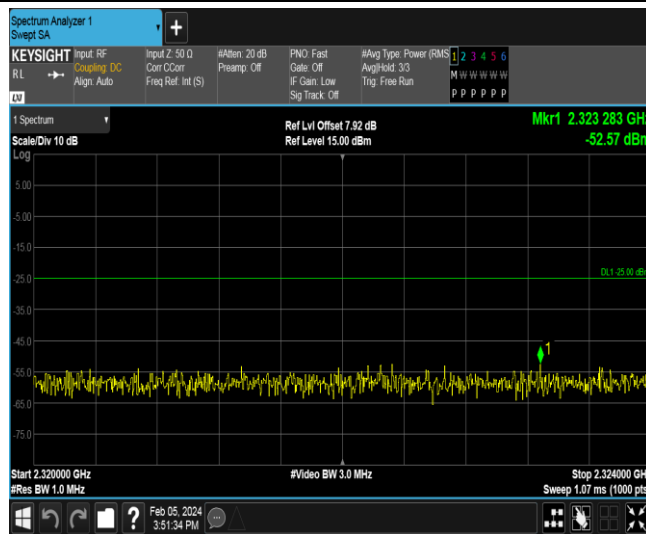 Spectrum Analyzer 1
Swept SA
+
KEYSIGHT
RL
LXI
Input: RF
Coupling: DC
Align: Auto
Input Z: 50 Ω
Corr CCorr
Freq Ref: Int (S)
#Atten: 20 dB
Preamp: Off
PNO: Fast
Gate: Off
IF Gain: Low
Sig Track: Off
#Avg Type: Power (RMS
Avg|Hold: 3/3
Trig: Free Run
1 2 3 4 5 6
M W W W W W
P P P P P P
1 Spectrum
Scale/Div 10 dB
Log
Ref Lvl Offset 7.92 dB
Ref Level 15.00 dBm
Mkr1 2.323 283 GHz
-52.57 dBm
5.00
-5.00
-15.0
-25.0
DL1 -25.00 dBm
-35.0
-45.0
1
-55.0
-65.0
-75.0
Start 2.320000 GHz
#Res BW 1.0 MHz
#Video BW 3.0 MHz
Stop 2.324000 GHz
Sweep 1.07 ms (1000 pts)
?
Feb 05, 2024
3:51:34 PM